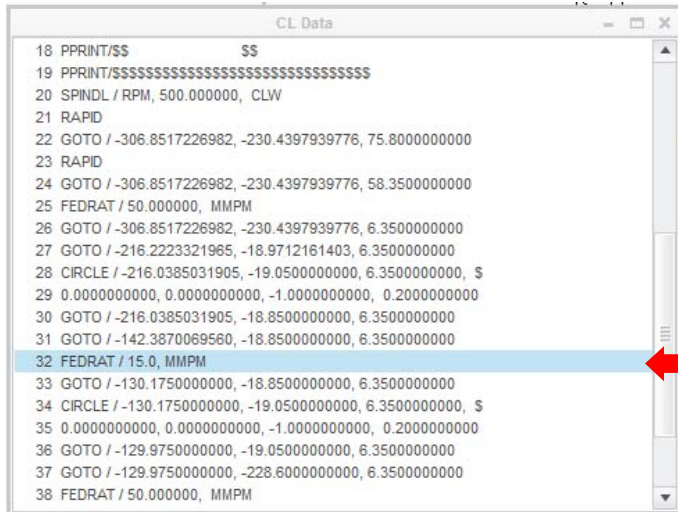 CL Data
18 PPRINT/$$ $$
19 PPRINT/$$$$$$$$$$$$$$$$$$$$$$$$$$$$$$$
20 SPINDL / RPM, 500.000000, CLW
21 RAPID
22 GOTO / -306.8517226982, -230.4397939776, 75.8000000000
23 RAPID
24 GOTO / -306.8517226982, -230.4397939776, 58.3500000000
25 FEDRAT / 50.000000, MMPM
26 GOTO / -306.8517226982, -230.4397939776, 6.3500000000
27 GOTO / -216.2223321965, -18.9712161403, 6.3500000000
28 CIRCLE / -216.0385031905, -19.0500000000, 6.3500000000, $
29 0.0000000000, 0.0000000000, -1.0000000000, 0.2000000000
30 GOTO / -216.0385031905, -18.8500000000, 6.3500000000
31 GOTO / -142.3870069560, -18.8500000000, 6.3500000000
32 FEDRAT / 15.0, MMPM
33 GOTO / -130.1750000000, -18.8500000000, 6.3500000000
34 CIRCLE / -130.1750000000, -19.0500000000, 6.3500000000, $
35 0.0000000000, 0.0000000000, -1.0000000000, 0.2000000000
36 GOTO / -129.9750000000, -19.0500000000, 6.3500000000
37 GOTO / -129.9750000000, -228.6000000000, 6.3500000000
38 FEDRAT / 50.000000, MMPM